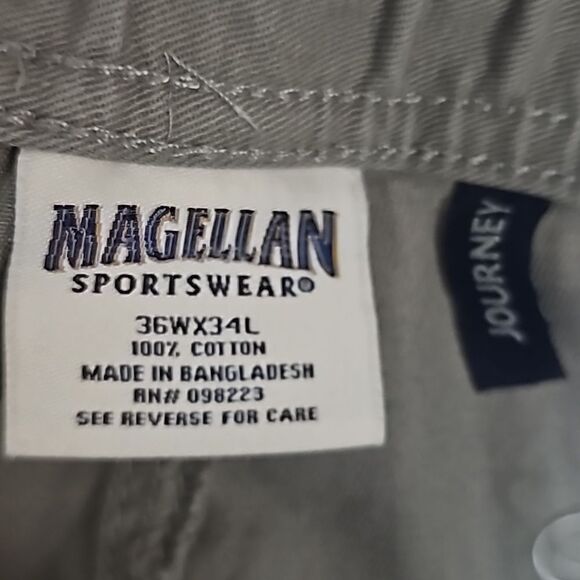 MAGELLAN
SPORTSWEAR®
36WX34L
100% COTTON
MADE IN BANGLADESH
RN# 098223
SEE REVERSE FOR CARE
JOURNEY